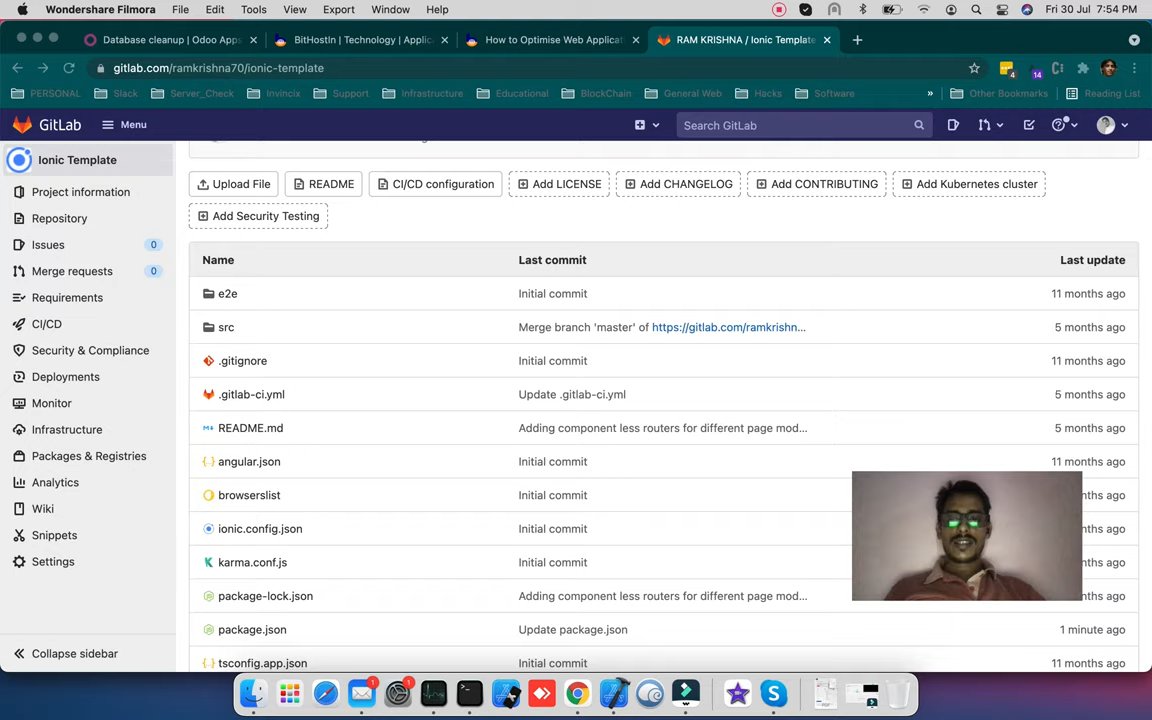 Wondershare Filmora File Edit Tools View Export Window Help Fri 30 Jul 7:54 PM
Database cleanup | Odoo Apps BitHostIn | Technology | Applic How to Optimise Web Applicat RAM KRISHNA / Ionic Template
gitlab.com/ramkrishna70/ionic-template 4 14
PERSONAL Slack Server_Check Invincix Support Infrastructure Educational BlockChain General Web Hacks Software » Other Bookmarks Reading List
GitLab Menu Search GitLab
Ionic Template
Project information
Repository
Issues 0
Merge requests 0
Requirements
CI/CD
Security & Compliance
Deployments
Monitor
Infrastructure
Packages & Registries
Analytics
Wiki
Snippets
Settings
Collapse sidebar
Upload File README CI/CD configuration Add LICENSE Add CHANGELOG Add CONTRIBUTING Add Kubernetes cluster
Add Security Testing
Name Last commit Last update
e2e Initial commit 11 months ago
src Merge branch 'master' of https://gitlab.com/ramkrishn... 5 months ago
.gitignore Initial commit 11 months ago
.gitlab-ci.yml Update .gitlab-ci.yml 5 months ago
README.md Adding component less routers for different page mod... 5 months ago
angular.json Initial commit 11 months ago
browserslist Initial commit ago
ionic.config.json Initial commit ago
karma.conf.js Initial commit ago
package-lock.json Adding component less routers for different page mod... ago
package.json Update package.json 1 minute ago
tsconfig.app.json Initial commit 11 months ago
1 1